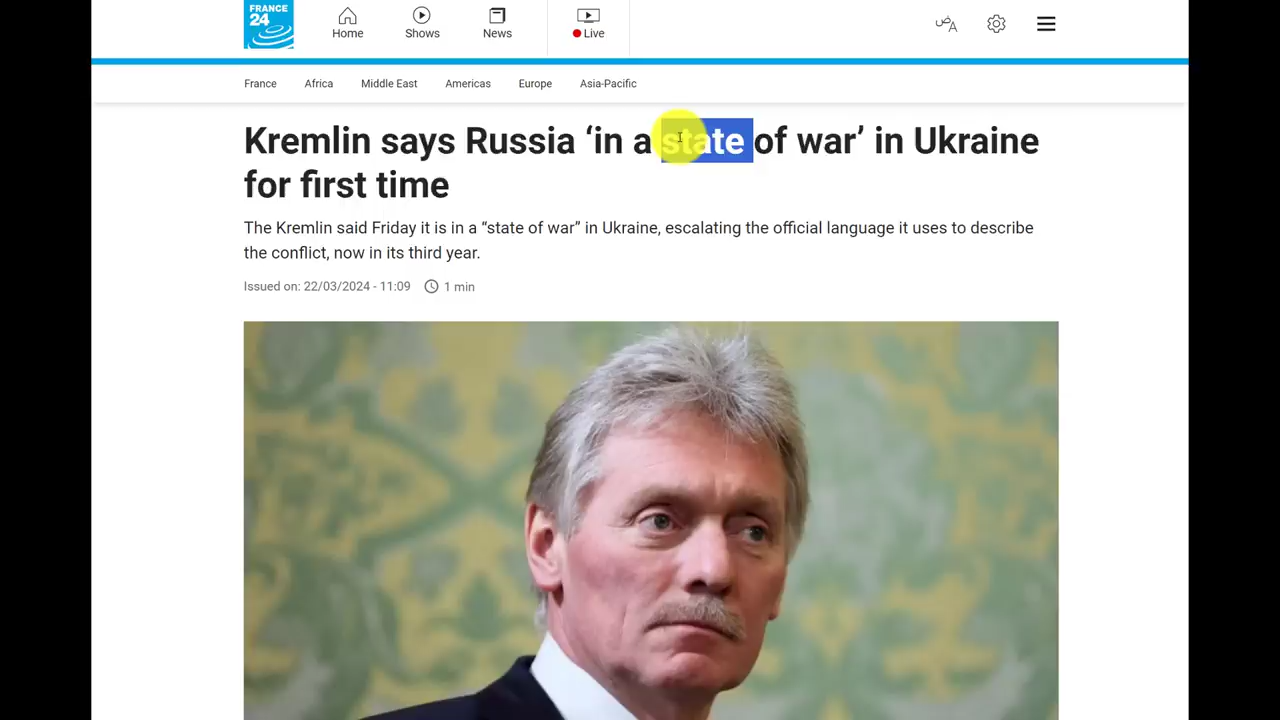 FRANCE
24
Home
Shows
News
Live
ض
A
France
Africa
Middle East
Americas
Europe
Asia-Pacific
Kremlin says Russia ‘in a state of war’ in Ukraine
for first time
The Kremlin said Friday it is in a “state of war” in Ukraine, escalating the official language it uses to describe
the conflict, now in its third year.
Issued on: 22/03/2024 - 11:09
1 min